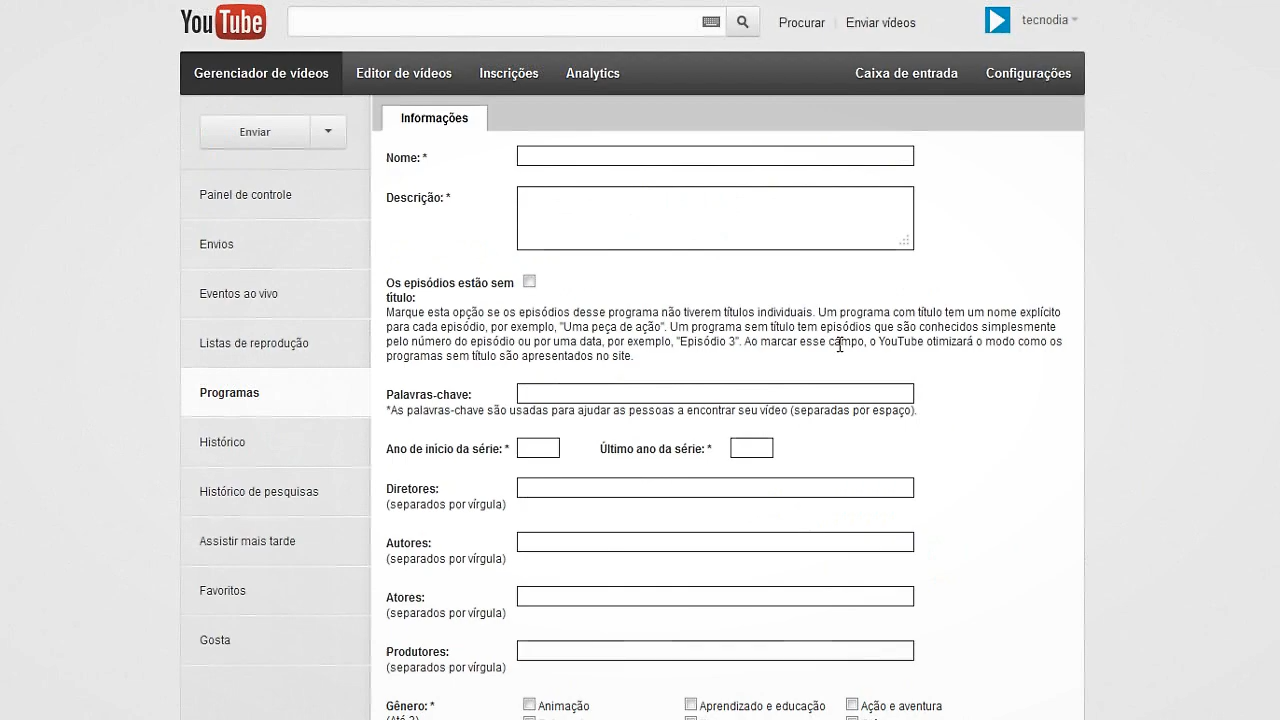 YouTube
Procurar
Enviar vídeos
tecnodia
Gerenciador de vídeos
Editor de vídeos
Inscrições
Analytics
Caixa de entrada
Configurações
Enviar
Painel de controle
Envios
Eventos ao vivo
Listas de reprodução
Programas
Histórico
Histórico de pesquisas
Assistir mais tarde
Favoritos
Gosta
Informações
Nome: *
Descrição: *
Os episódios estão sem
título:
Marque esta opção se os episódios desse programa não tiverem títulos individuais. Um programa com título tem um nome explícito
para cada episódio, por exemplo, "Uma peça de ação". Um programa sem título tem episódios que são conhecidos simplesmente
pelo número do episódio ou por uma data, por exemplo, "Episódio 3". Ao marcar esse campo, o YouTube otimizará o modo como os
programas sem título são apresentados no site.
Palavras-chave:
*As palavras-chave são usadas para ajudar as pessoas a encontrar seu vídeo (separadas por espaço).
Ano de início da série: *
Último ano da série: *
Diretores:
(separados por vírgula)
Autores:
(separados por vírgula)
Atores:
(separados por vírgula)
Produtores:
(separados por vírgula)
Gênero: *
Animação
Aprendizado e educação
Ação e aventura